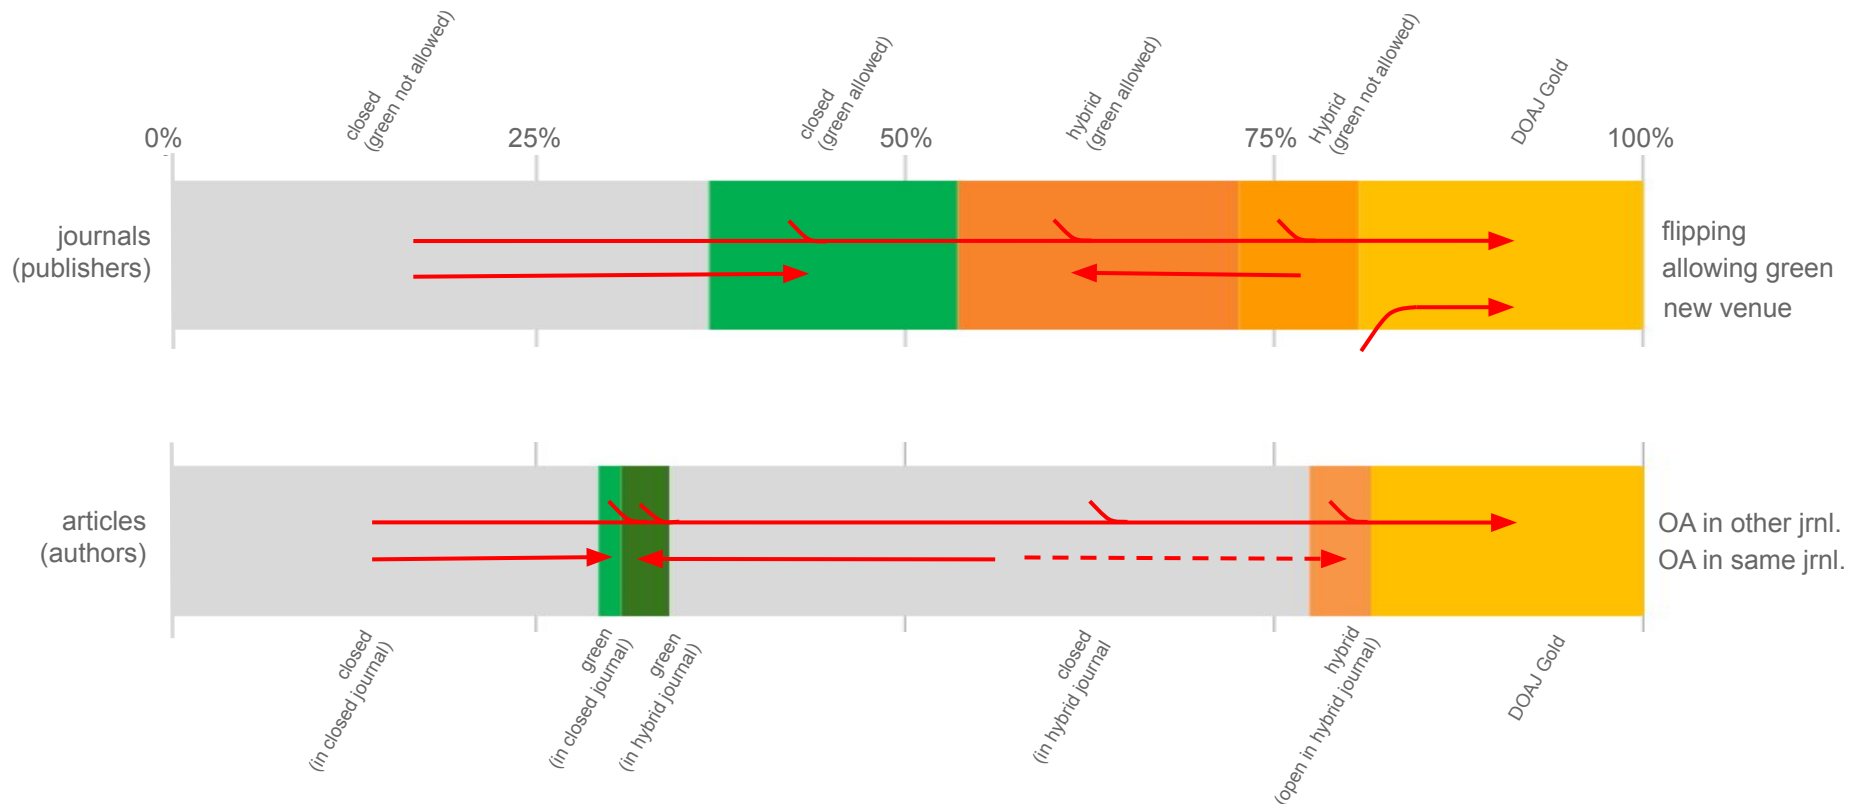 closed
(green not allowed)
closed
(green allowed)
hybrid
(green allowed)
Hybrid
(green not allowed)
DOAJ Gold
0%
25%
50%
75%
100%
journals
(publishers)
flipping
allowing green
new venue
articles
(authors)
OA in other jrnl.
OA in same jrnl.
closed
(in closed journal)
green
(in closed journal)
green
(in hybrid journal)
closed
(in hybrid journal
hybrid
(open in hybrid journal)
DOAJ Gold